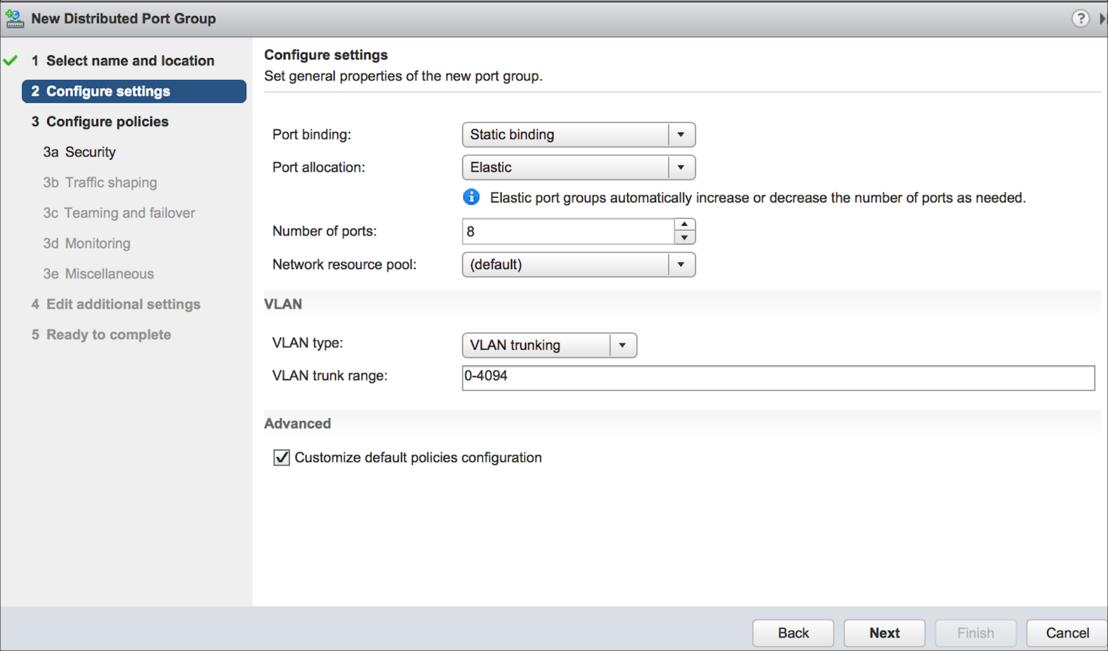 New Distributed Port Group
?
1 Select name and location
2 Configure settings
3 Configure policies
3a Security
3b Traffic shaping
3c Teaming and failover
3d Monitoring
3e Miscellaneous
4 Edit additional settings
5 Ready to complete
Configure settings
Set general properties of the new port group.
Port binding: Static binding
Port allocation: Elastic
Elastic port groups automatically increase or decrease the number of ports as needed.
Number of ports: 8
Network resource pool: (default)
VLAN
VLAN type: VLAN trunking
VLAN trunk range: 0-4094
Advanced
Customize default policies configuration
Back Next Finish Cancel